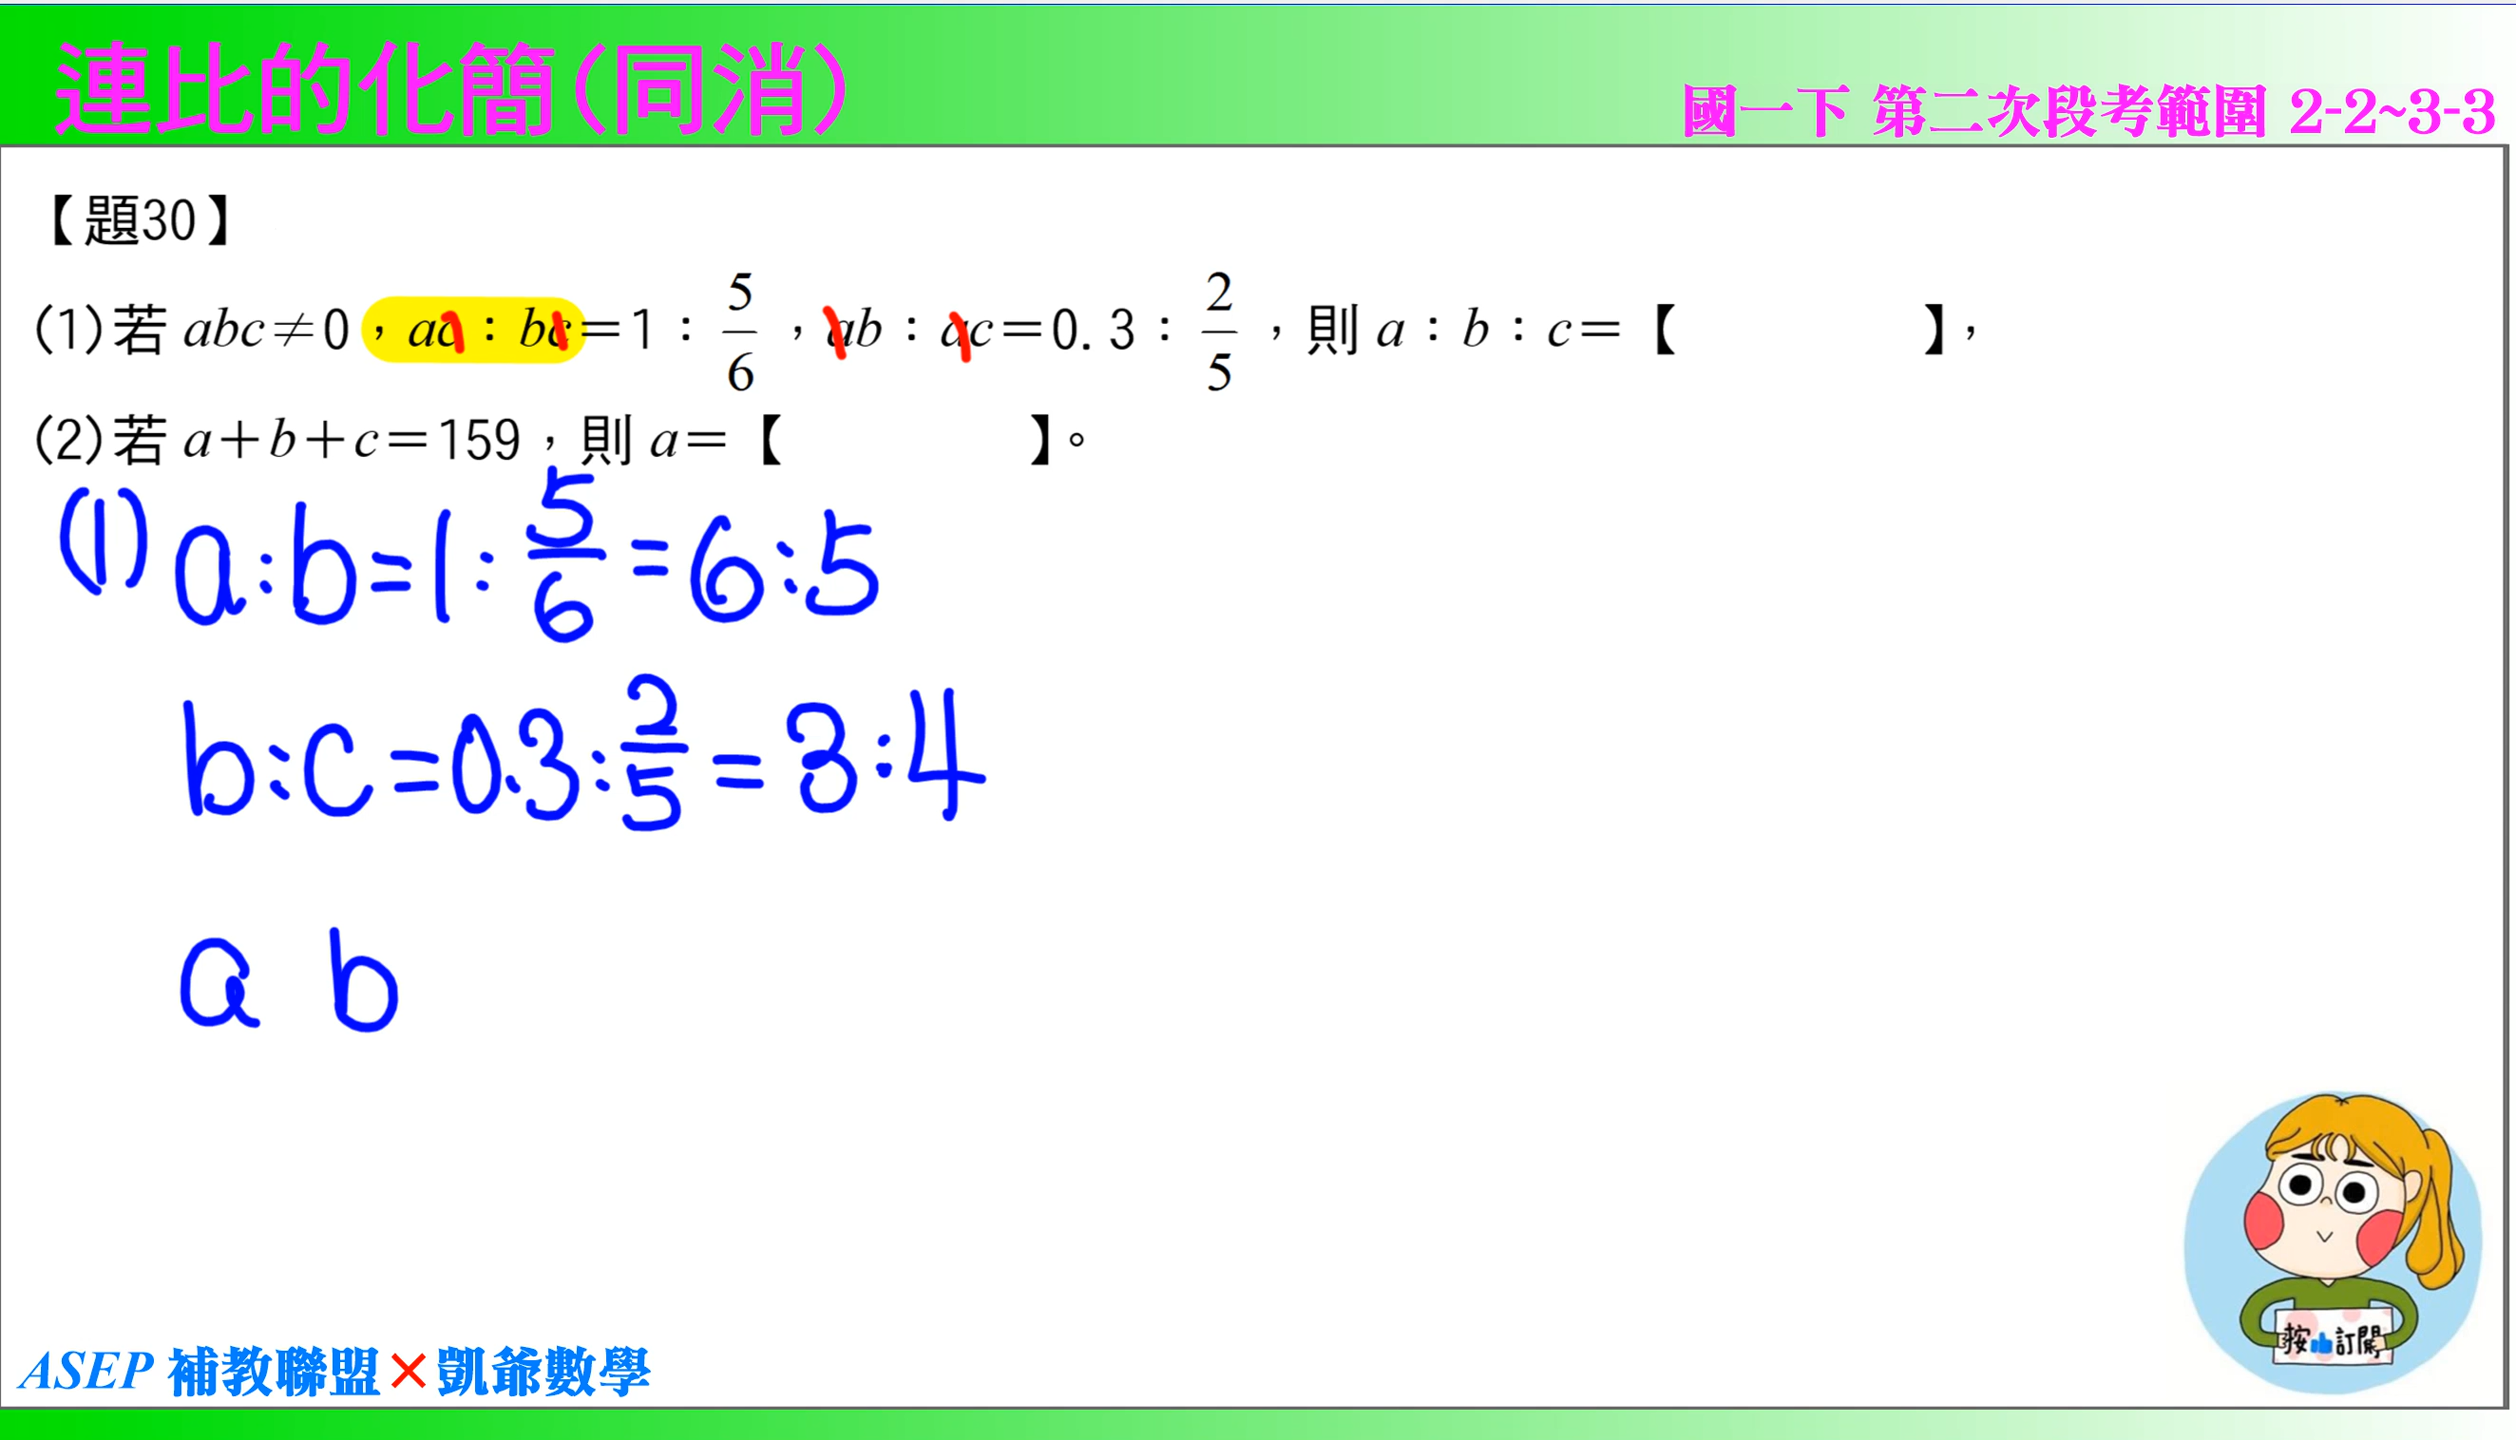 連比的化簡(同消)
國一下 第二次段考範圍 2-2~3-3
【題30】
(1)若 abc≠0，ac：bc=1：5/6，ab：ac=0.3：2/5，則 a：b：c=【 】，
(2)若 a+b+c=159，則 a=【 】。
(1) a:b=1:5/6=6:5
b:c=0.3:2/5=3:4
a b
按訂閱
ASEP 補教聯盟×凱爺數學